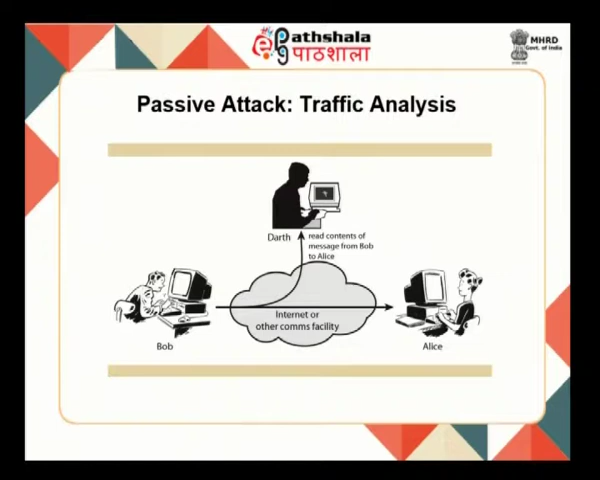 Pathshala
पाठशाला
MHRD
Govt. of India
Passive Attack: Traffic Analysis
Darth
read contents of
message from Bob
to Alice
Internet or
other comms facility
Bob
Alice